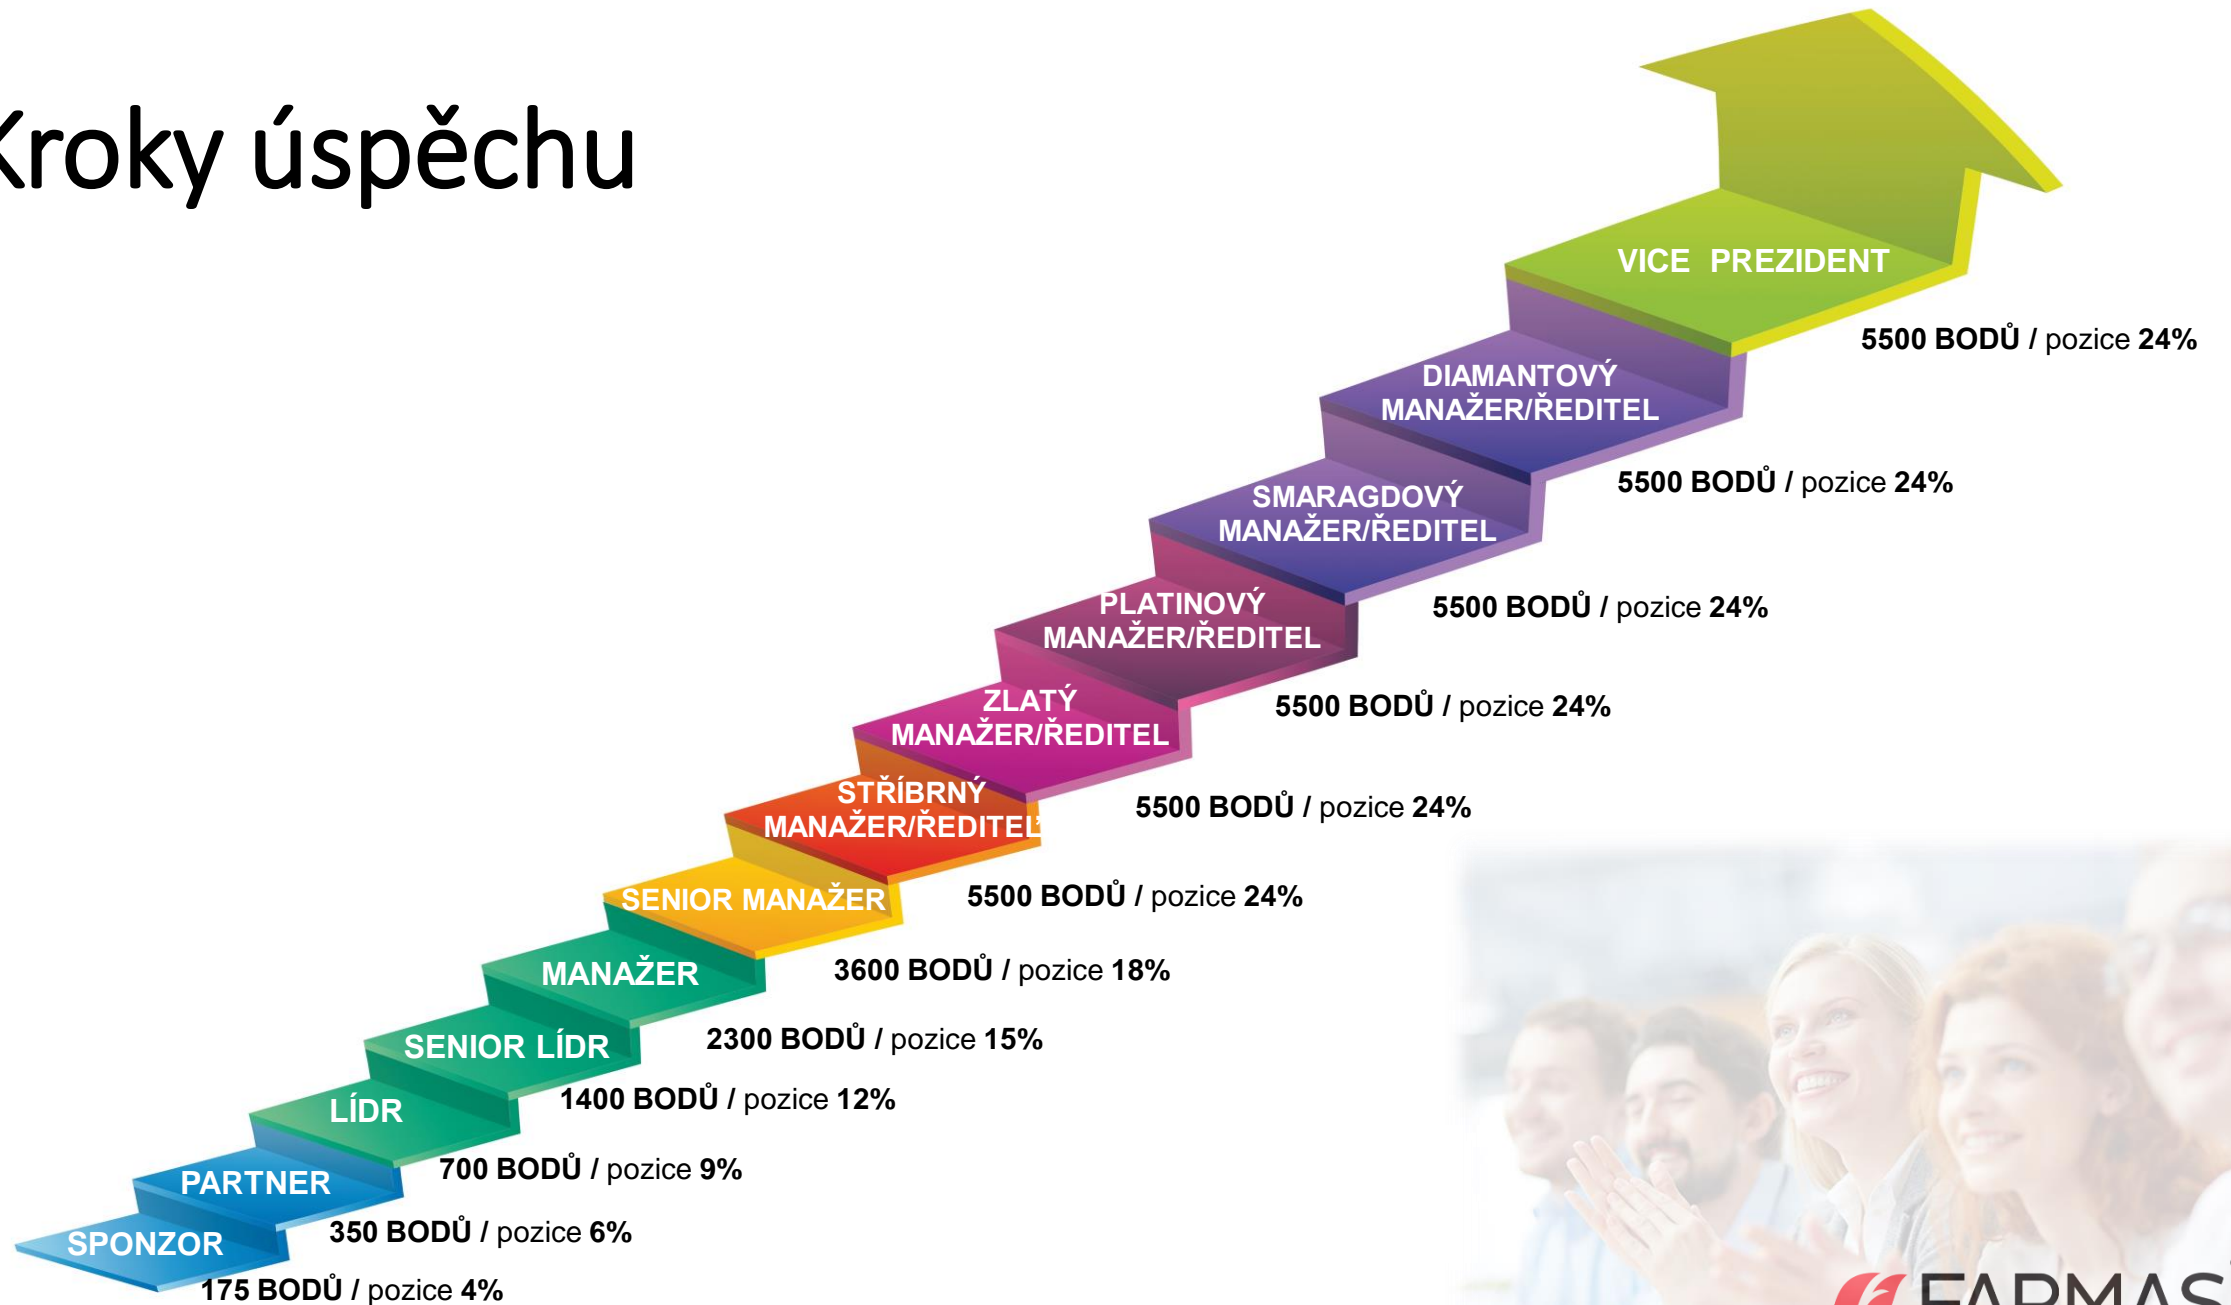 Kroky úspěchu
VICE PREZIDENT
5500 BODŮ / pozice 24%
DIAMANTOVÝ
MANAŽER/ŘEDITEL
5500 BODŮ / pozice 24%
SMARAGDOVÝ
MANAŽER/ŘEDITEL
5500 BODŮ / pozice 24%
PLATINOVÝ
MANAŽER/ŘEDITEL
5500 BODŮ / pozice 24%
ZLATÝ
MANAŽER/ŘEDITEL
5500 BODŮ / pozice 24%
STŘÍBRNÝ
MANAŽER/ŘEDITEĽ
5500 BODŮ / pozice 24%
SENIOR MANAŽER
3600 BODŮ / pozice 18%
MANAŽER
2300 BODŮ / pozice 15%
SENIOR LÍDR
1400 BODŮ / pozice 12%
LÍDR
700 BODŮ / pozice 9%
PARTNER
350 BODŮ / pozice 6%
SPONZOR
175 BODŮ / pozice 4%
FARMAS